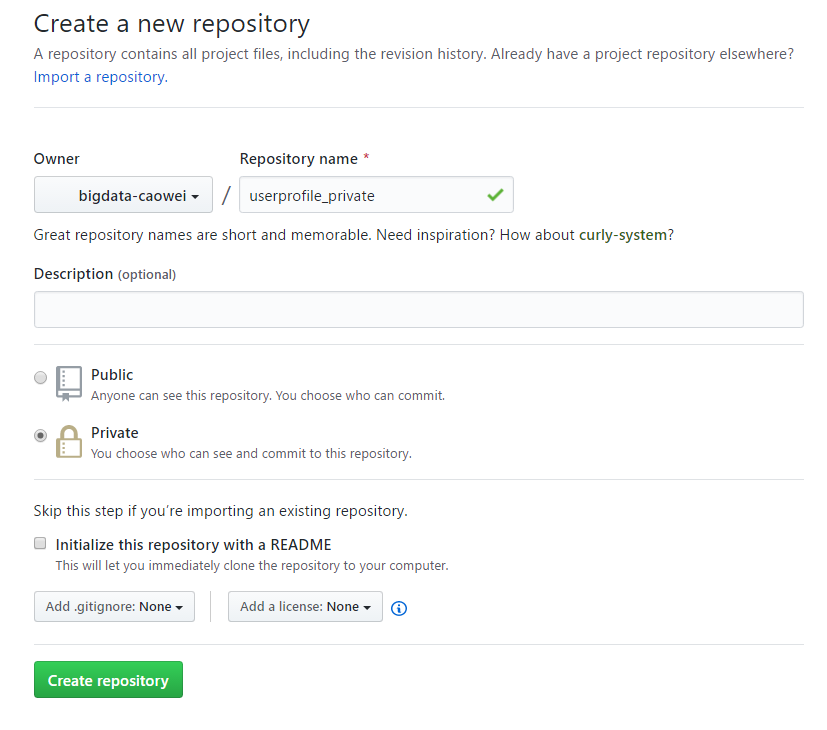 Create a new repository
A repository contains all project files, including the revision history. Already have a project repository elsewhere?
Import a repository.
Owner
Repository name *
bigdata-caowei
/
userprofile_private
Great repository names are short and memorable. Need inspiration? How about curly-system?
Description (optional)
Public
Anyone can see this repository. You choose who can commit.
Private
You choose who can see and commit to this repository.
Skip this step if you’re importing an existing repository.
Initialize this repository with a README
This will let you immediately clone the repository to your computer.
Add .gitignore: None
Add a license: None
Create repository